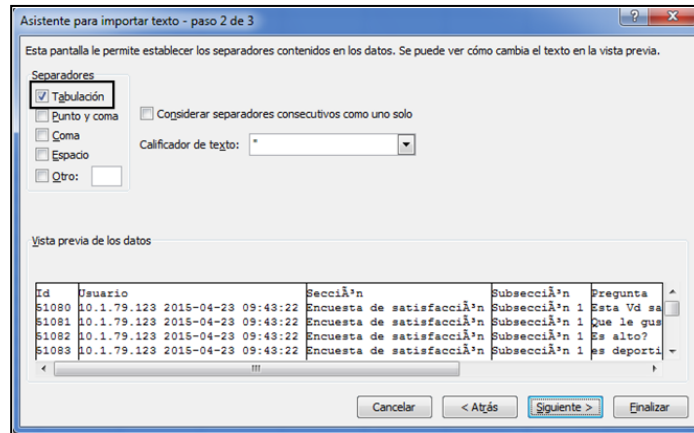 Asistente para importar texto - paso 2 de 3
Esta pantalla le permite establecer los separadores contenidos en los datos. Se puede ver cómo cambia el texto en la vista previa.
Separadores
Tabulación
Punto y coma
Considerar separadores consecutivos como uno solo
Coma
Calificador de texto: "
Espacio
Otro:
Vista previa de los datos
Id Usuario SecciÃ³n SubsecciÃ³n Pregunta
51080 10.1.79.123 2015-04-23 09:43:22 Encuesta de satisfacciÃ³n SubsecciÃ³n 1 Esta Vd sa
51081 10.1.79.123 2015-04-23 09:43:22 Encuesta de satisfacciÃ³n SubsecciÃ³n 1 Que le gus
51082 10.1.79.123 2015-04-23 09:43:22 Encuesta de satisfacciÃ³n SubsecciÃ³n 1 Es alto?
51083 10.1.79.123 2015-04-23 09:43:22 Encuesta de satisfacciÃ³n SubsecciÃ³n 1 es deporti
Cancelar < Atrás Siguiente > Finalizar